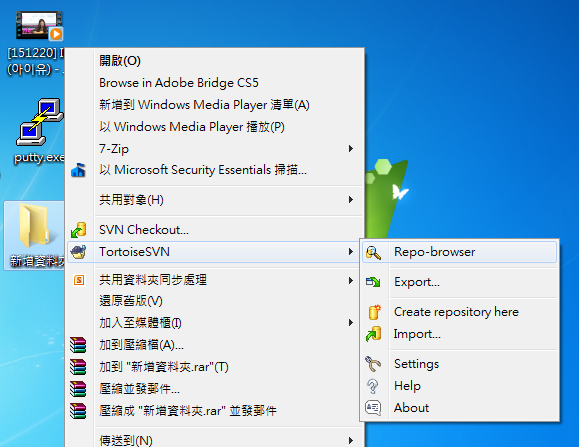 [151220] I
(아이유) - .
putty.exe
新增資料夾
開啟(O)
Browse in Adobe Bridge CS5
新增到 Windows Media Player 清單(A)
以 Windows Media Player 播放(P)
7-Zip
以 Microsoft Security Essentials 掃描...
共用對象(H)
SVN Checkout...
TortoiseSVN
共用資料夾同步處理
還原舊版(V)
加入至媒體櫃(I)
加到壓縮檔(A)...
加到 "新增資料夾.rar"(T)
壓縮並發郵件...
壓縮成 "新增資料夾.rar" 並發郵件
傳送到(N)
Repo-browser
Export...
Create repository here
Import...
Settings
Help
About